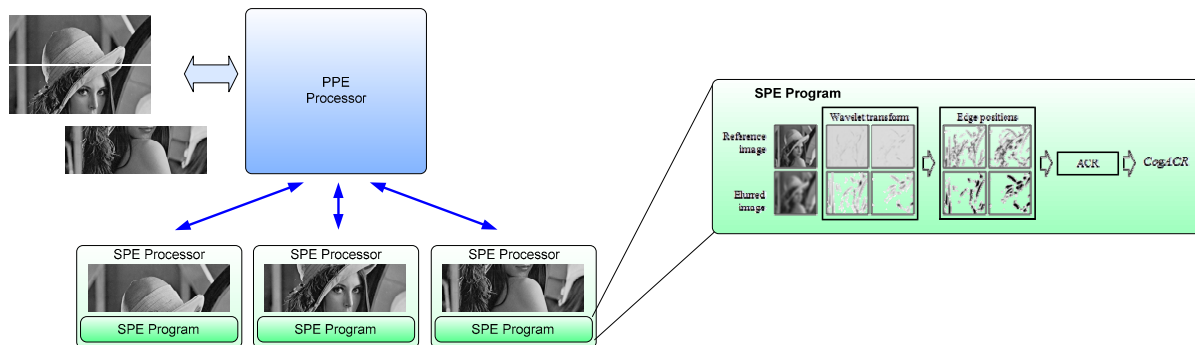 PPE
Processor
SPE Processor
SPE Program
SPE Processor
SPE Program
SPE Processor
SPE Program
SPE Program
Wavelet transform
Edge positions
Reference
image
Blurred
image
ACR
CogACR